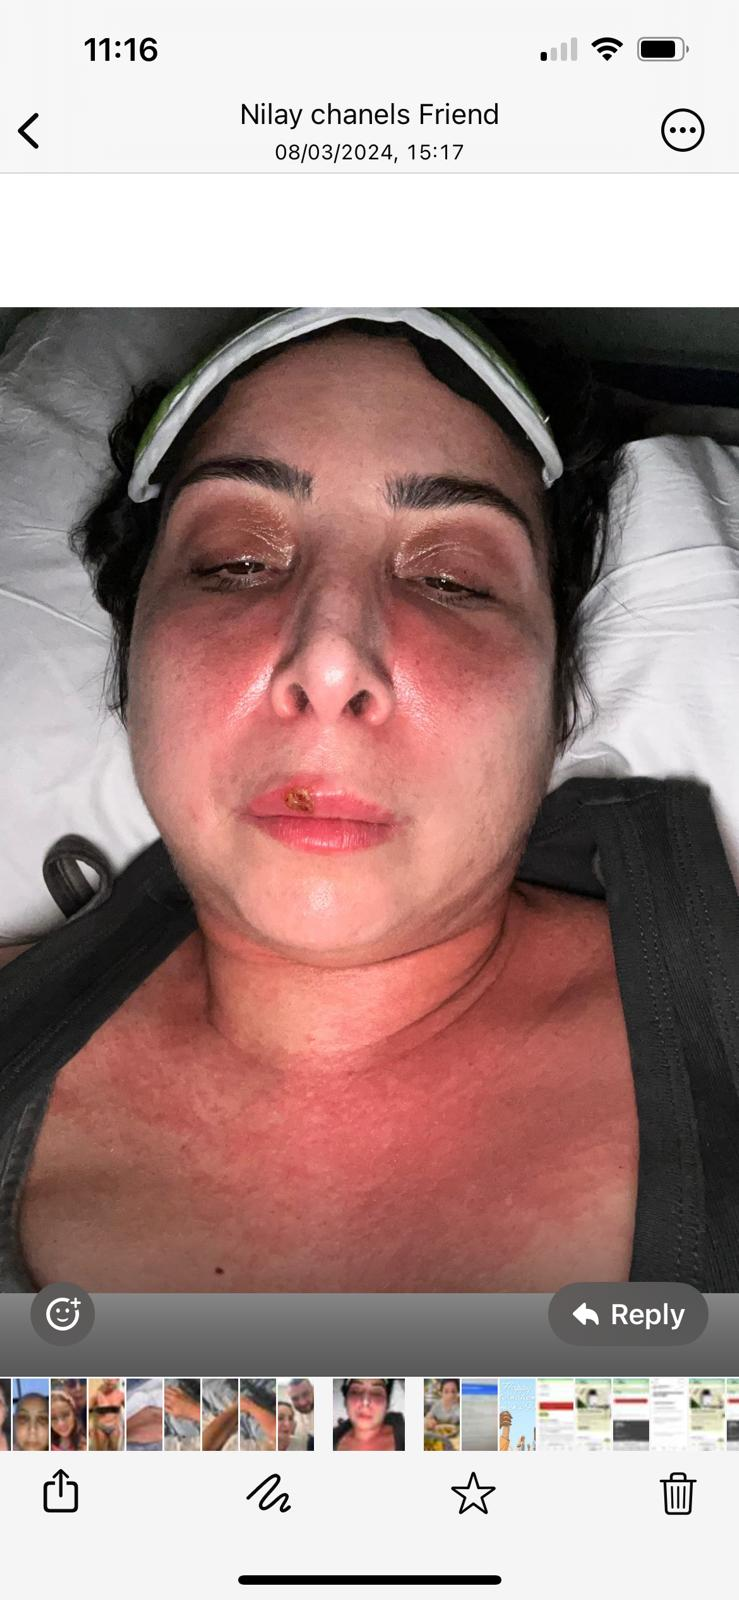 11:16
Nilay chanels Friend
08/03/2024, 15:17
Reply